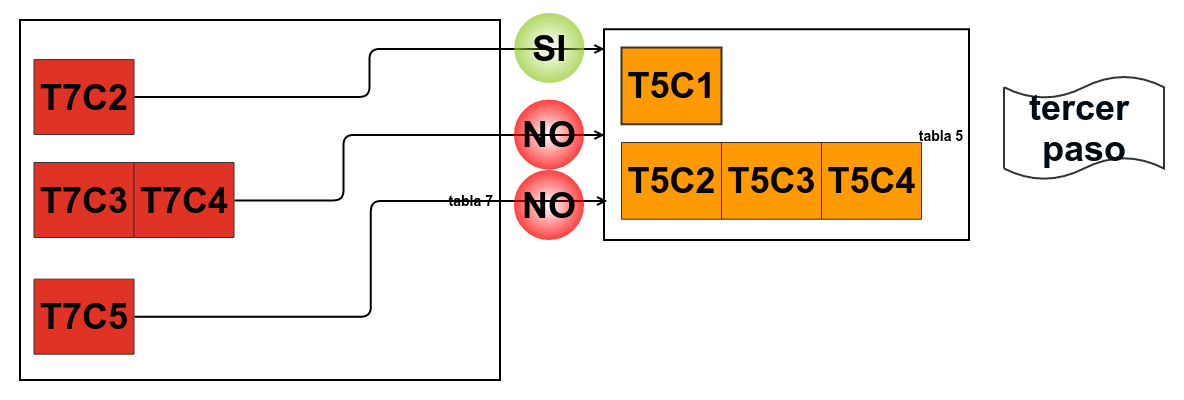 SI
T7C2
T5C1
tercer
paso
NO
tabla 5
T7C3 T7C4
T5C2 T5C3 T5C4
tabla 7
NO
T7C5